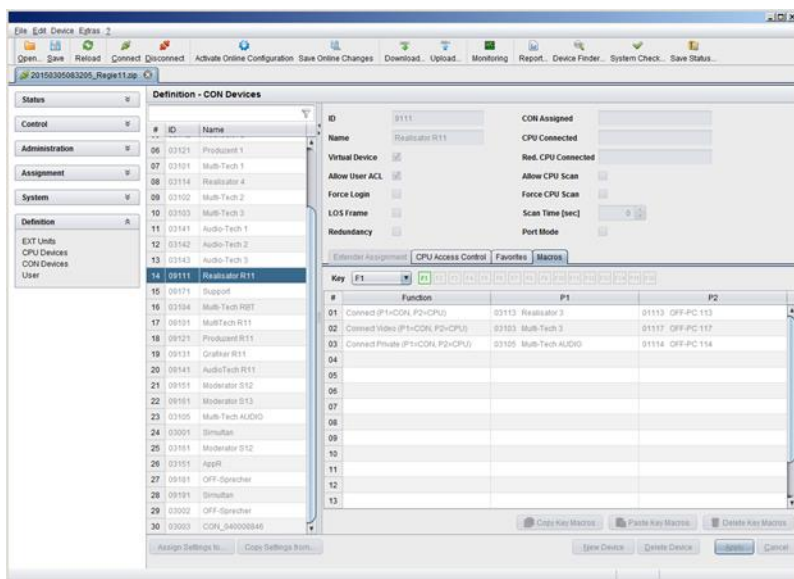 File Edit Device Extras ?
Open... Save Reload Connect Disconnect Activate Online Configuration Save Online Changes Download... Upload... Monitoring Report... Device Finder... System Check... Save Status...
20150305083205_Regie11.zip
Status
Control
Administration
Assignment
System
Definition
EXT Units
CPU Devices
CON Devices
User
Definition - CON Devices
# ID Name
06 03121 Produzent 1
07 03101 Multi-Tech 1
08 03114 Realisator 4
09 03102 Multi-Tech 2
10 03103 Multi-Tech 3
11 03141 Audio-Tech 1
12 03142 Audio-Tech 2
13 03143 Audio-Tech 3
14 09111 Realisator R11
15 Support
16 03104 Multi-Tech RBT
17 09101 MultiTech R11
18 09121 Produzent R11
19 09131 Grafiker R11
20 09141 AudioTech R11
21 09151 Moderator S12
22 Moderator S13
23 03105 Multi-Tech AUDIO
24 03001 Simultan
25 Moderator S12
26 03151 AppR
27 09181 OFF-Sprecher
28 09191 Simultan
29 03002 OFF-Sprecher
30 03003 CON_040008846
Assign Settings to... Copy Settings from...
ID 9111 CON Assigned
Name Realisator R11 CPU Connected
Virtual Device Red. CPU Connected
Allow User ACL Allow CPU Scan
Force Login Force CPU Scan
LOS Frame Scan Time [sec] 0
Redundancy Port Mode
Extender Assignment CPU Access Control Favorites Macros
Key F1 F1
# Function P1 P2
01 Connect (P1=CON, P2=CPU) 03113 Realisator 3 01113 OFF-PC 113
02 Connect Video (P1=CON, P2=CPU) 03103 Multi-Tech 3 01117 OFF-PC 117
03 Connect Private (P1=CON, P2=CPU) 03105 Multi-Tech AUDIO 01114 OFF-PC 114
04
05
06
07
08
09
10
11
12
13
Copy Key Macros Paste Key Macros Delete Key Macros
New Device Delete Device Apply Cancel